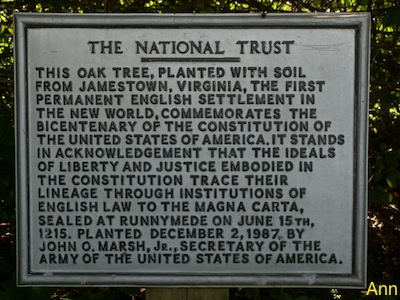 THE NATIONAL TRUST
THIS OAK TREE, PLANTED WITH SOIL
FROM JAMESTOWN, VIRGINIA, THE FIRST
PERMANENT ENGLISH SETTLEMENT IN
THE NEW WORLD, COMMEMORATES THE
BICENTENARY OF THE CONSTITUTION OF
THE UNITED STATES OF AMERICA. IT STANDS
IN ACKNOWLEDGEMENT THAT THE IDEALS
OF LIBERTY AND JUSTICE EMBODIED IN
THE CONSTITUTION TRACE THEIR
LINEAGE THROUGH INSTITUTIONS OF
ENGLISH LAW TO THE MAGNA CARTA,
SEALED AT RUNNYMEDE ON JUNE 15TH,
1215. PLANTED DECEMBER 2, 1987, BY
JOHN O. MARSH, JR., SECRETARY OF THE
ARMY OF THE UNITED STATES OF AMERICA.
Ann